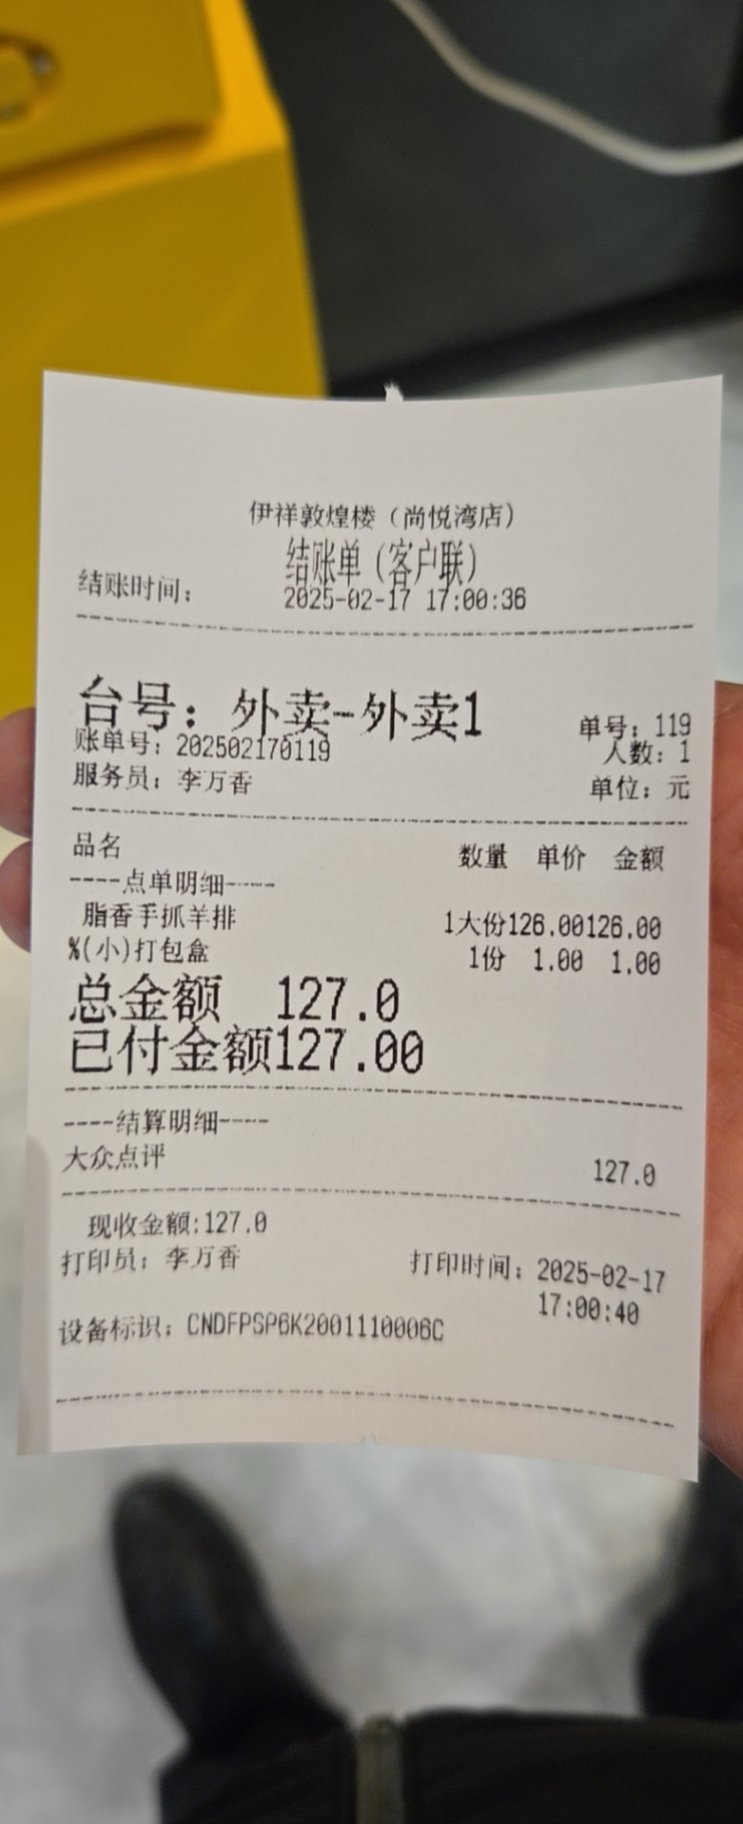 伊祥敦煌楼（尚悦湾店）
结账单（客户联）
结账时间： 2025-02-17 17:00:36
台号：外卖-外卖1 单号：119
账单号：202502170119 人数：1
服务员：李万香 单位：元
品名 数量 单价 金额
----点单明细----
脂香手抓羊排 1大份126.00126.00
%(小)打包盒 1份 1.00 1.00
总金额 127.0
已付金额127.00
----结算明细----
大众点评 127.0
现收金额:127.0
打印员：李万香 打印时间：2025-02-17
17:00:40
设备标识：CNDFPSP6K2001110006C